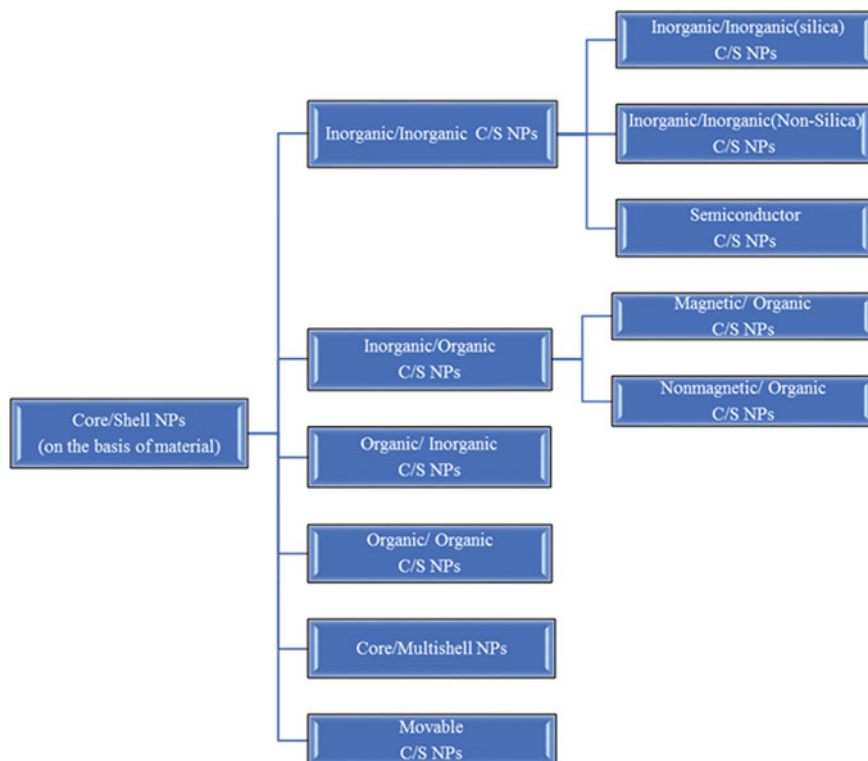 Core/Shell NPs
(on the basis of material)
Inorganic/Inorganic C/S NPs
Inorganic/Inorganic(silica)
C/S NPs
Inorganic/Inorganic(Non-Silica)
C/S NPs
Semiconductor
C/S NPs
Inorganic/Organic
C/S NPs
Magnetic/ Organic
C/S NPs
Nonmagnetic/ Organic
C/S NPs
Organic/ Inorganic
C/S NPs
Organic/ Organic
C/S NPs
Core/Multishell NPs
Movable
C/S NPs